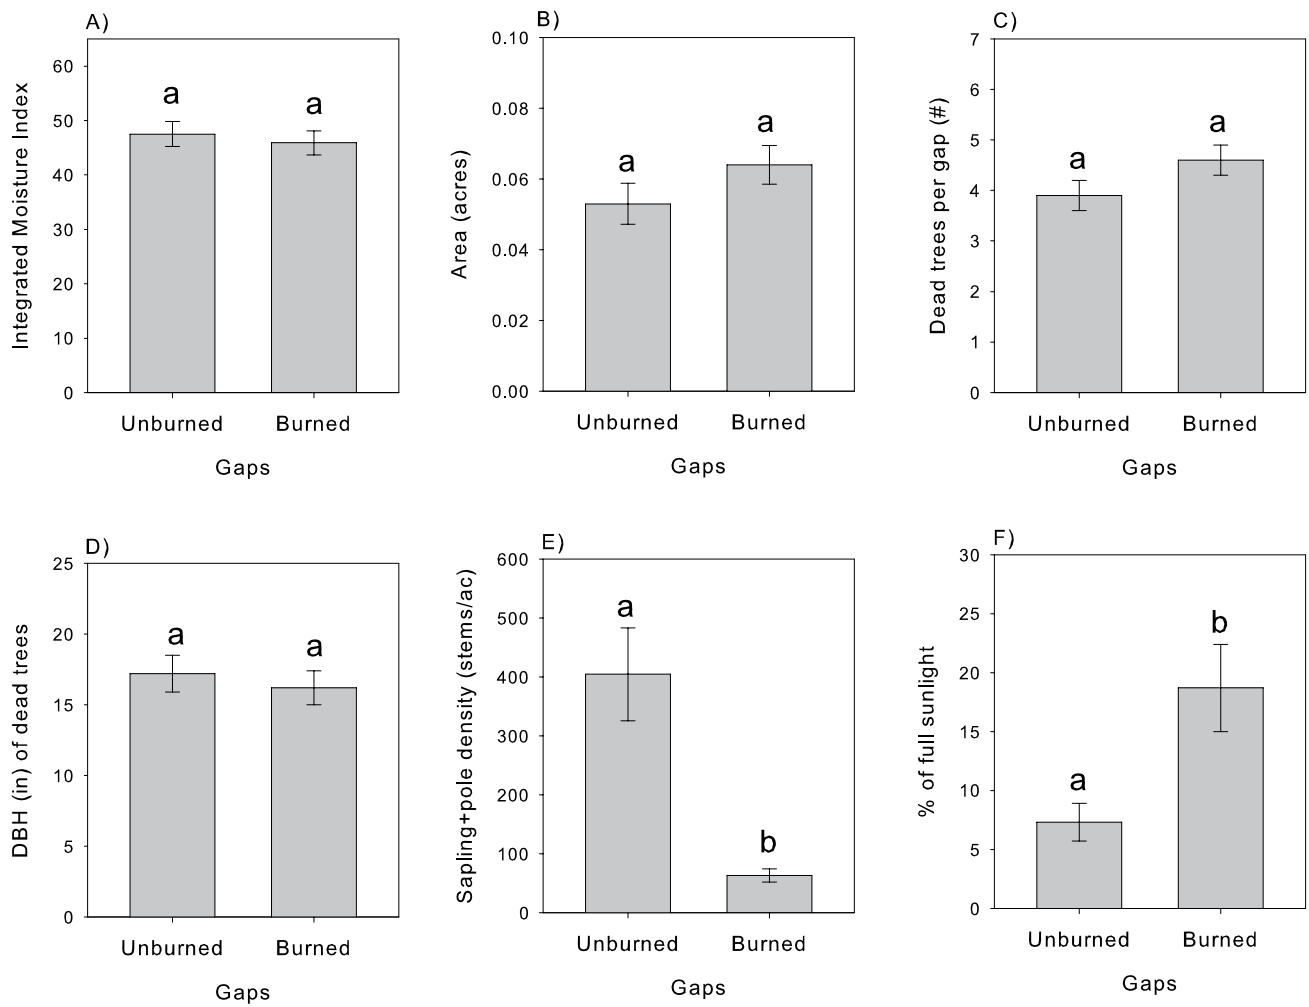 A)
Integrated Moisture Index
60
50
40
30
20
10
0
a
a
Unburned Burned
Gaps
B)
Area (acres)
0.10
0.08
0.06
0.04
0.02
0.00
a
a
Unburned Burned
Gaps
C)
Dead trees per gap (#)
7
6
5
4
3
2
1
0
a
a
Unburned Burned
Gaps
D)
DBH (in) of dead trees
25
20
15
10
5
0
a
a
Unburned Burned
Gaps
E)
Sapling+pole density (stems/ac)
600
500
400
300
200
100
0
a
b
Unburned Burned
Gaps
F)
% of full sunlight
30
25
20
15
10
5
0
a
b
Unburned Burned
Gaps